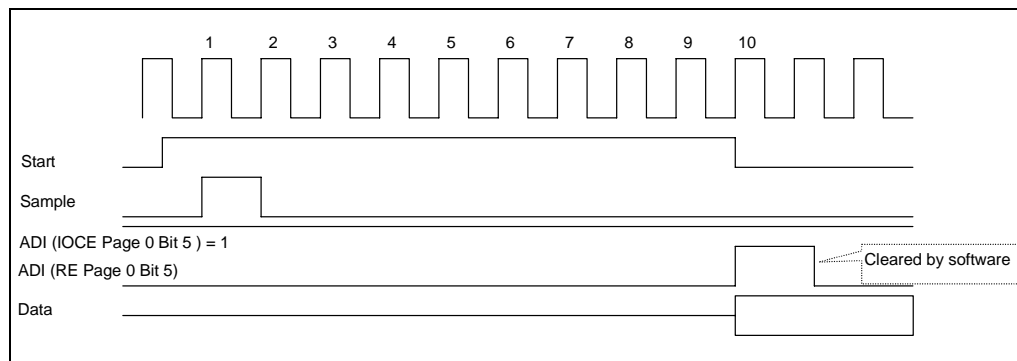 1 2 3 4 5 6 7 8 9 10
Start
Sample
ADI (IOCE Page 0 Bit 5 ) = 1
ADI (RE Page 0 Bit 5)
Cleared by software
Data